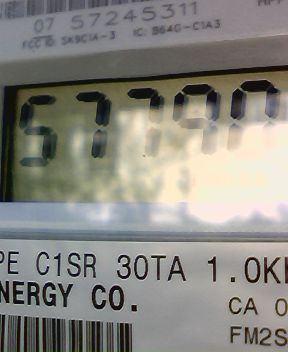 07 57245311
FCC ID: SK9C1A-3 IC: B64G-C1A3
5779
PE C1SR 30TA 1.0K
NERGY CO.
CA 0
FM2S